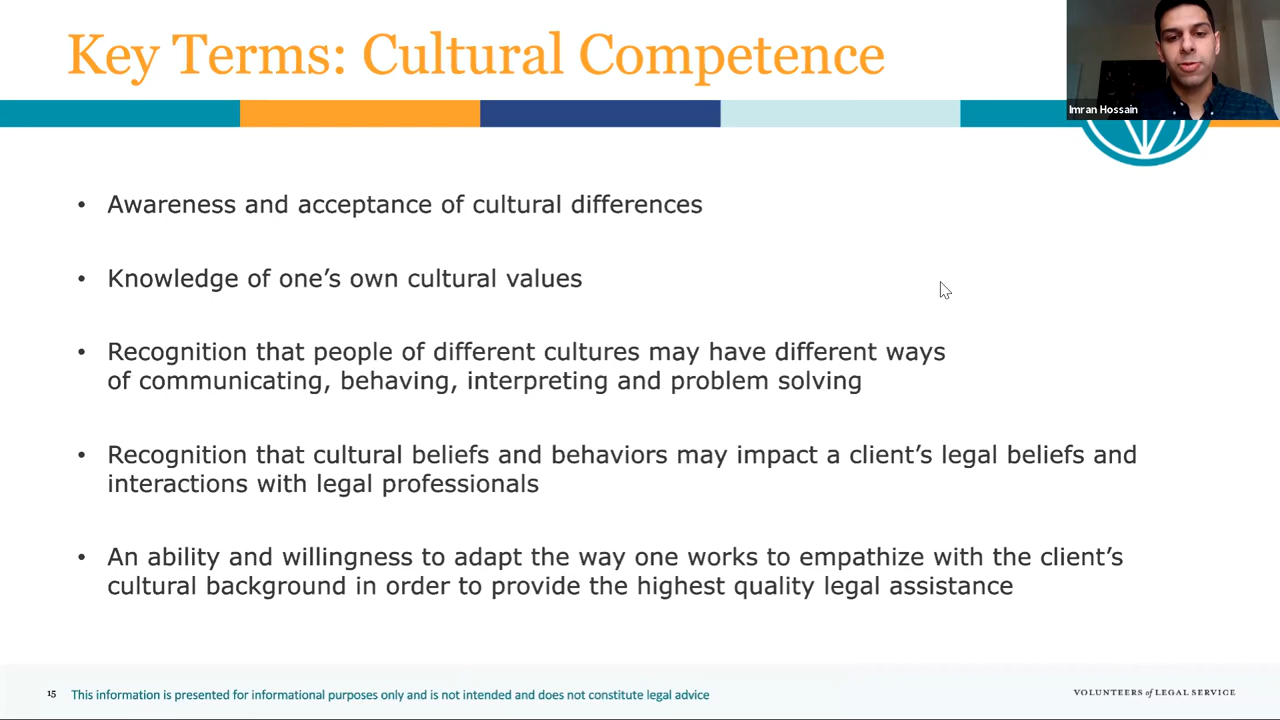 Key Terms: Cultural Competence
Imran Hossain
• Awareness and acceptance of cultural differences
• Knowledge of one’s own cultural values
• Recognition that people of different cultures may have different ways
of communicating, behaving, interpreting and problem solving
• Recognition that cultural beliefs and behaviors may impact a client’s legal beliefs and
interactions with legal professionals
• An ability and willingness to adapt the way one works to empathize with the client’s
cultural background in order to provide the highest quality legal assistance
15 This information is presented for informational purposes only and is not intended and does not constitute legal advice
VOLUNTEERS of LEGAL SERVICE